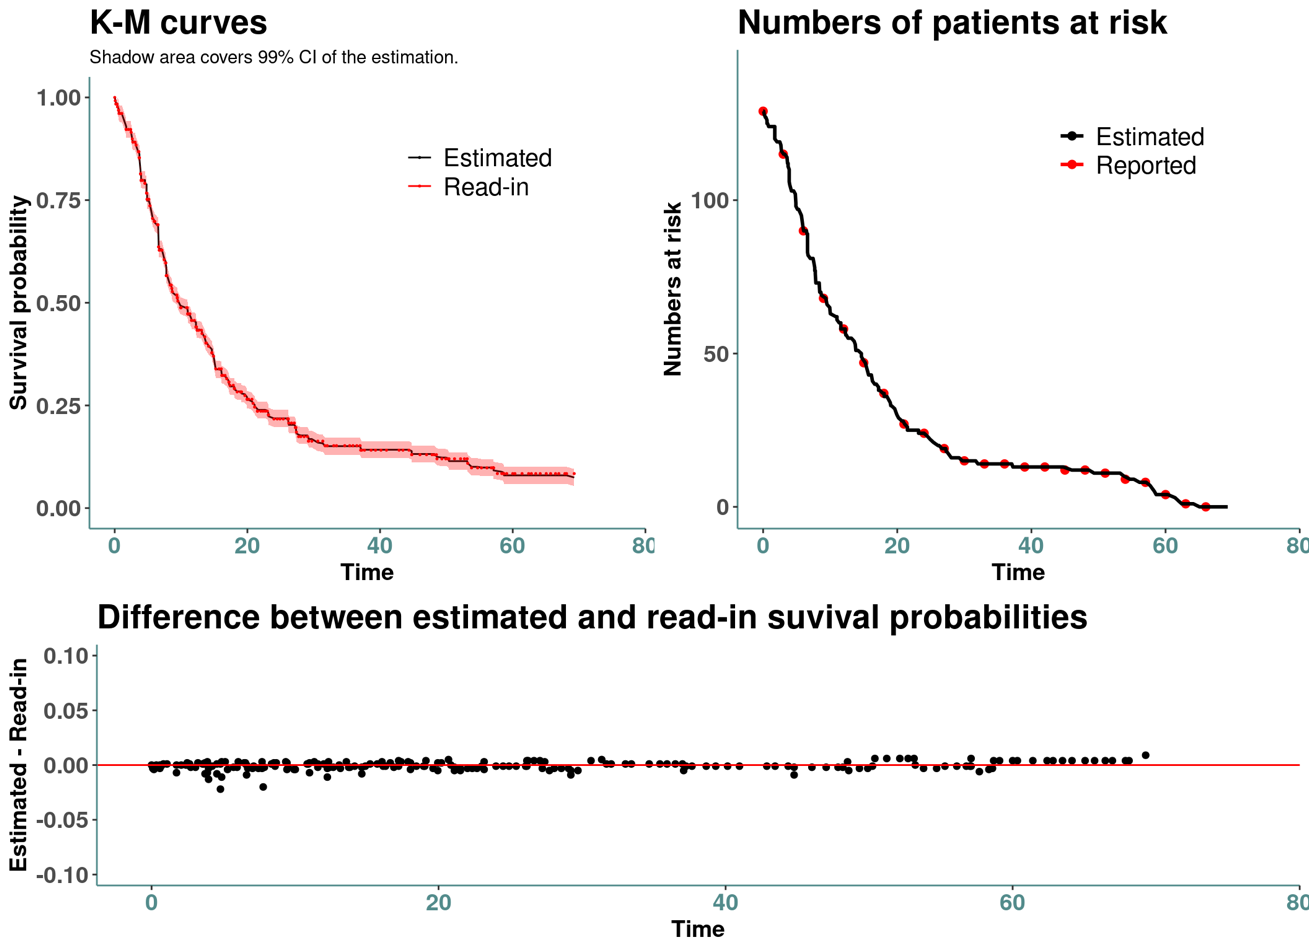 K-M curves
Shadow area covers 99% CI of the estimation.
Survival probability
1.00
0.75
0.50
0.25
0.00
Estimated
Read-in
0 20 40 60 80
Time
Numbers of patients at risk
Numbers at risk
100
50
0
Estimated
Reported
0 20 40 60 80
Time
Difference between estimated and read-in suvival probabilities
Estimated - Read-in
0.10
0.05
0.00
-0.05
-0.10
0 20 40 60 80
Time